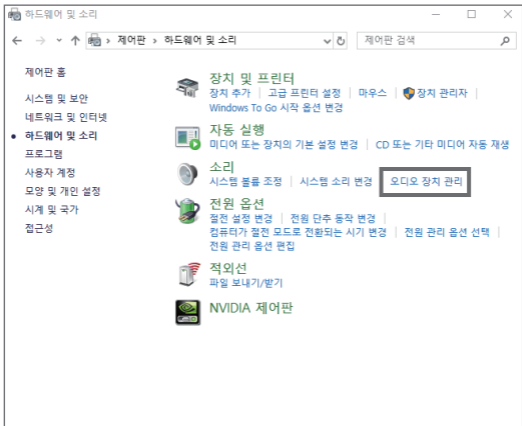 하드웨어 및 소리
제어판 > 하드웨어 및 소리
제어판 검색
제어판 홈
시스템 및 보안
네트워크 및 인터넷
하드웨어 및 소리
프로그램
사용자 계정
모양 및 개인 설정
시계 및 국가
접근성
장치 및 프린터
장치 추가 | 고급 프린터 설정 | 마우스 | 장치 관리자 |
Windows To Go 시작 옵션 변경
자동 실행
미디어 또는 장치의 기본 설정 변경 | CD 또는 기타 미디어 자동 재생
소리
시스템 볼륨 조정 | 시스템 소리 변경 | 오디오 장치 관리
전원 옵션
절전 설정 변경 | 전원 단추 동작 변경 |
컴퓨터가 절전 모드로 전환되는 시기 변경 | 전원 관리 옵션 선택 |
전원 관리 옵션 편집
적외선
파일 보내기/받기
NVIDIA 제어판